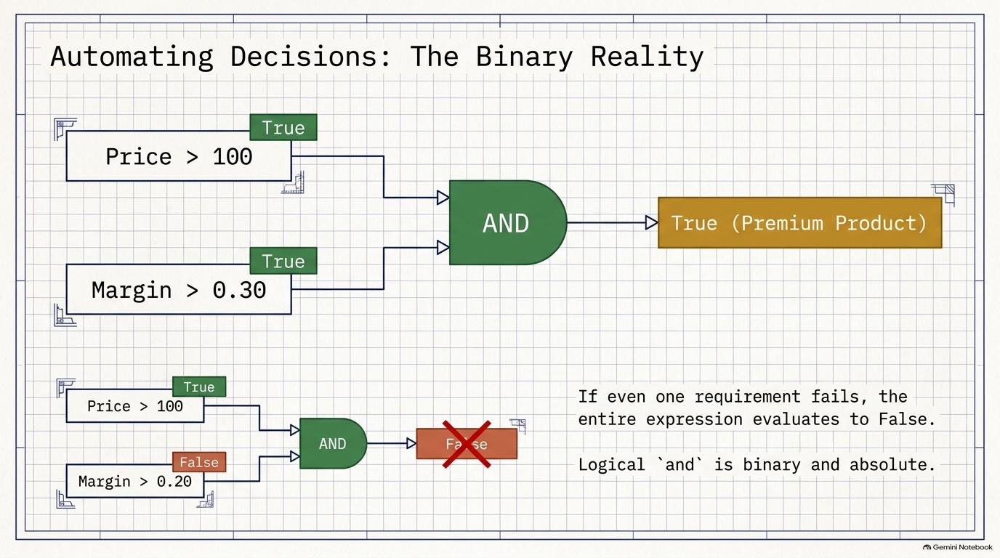 Automating Decisions: The Binary Reality
True
Price > 100
True
Margin > 0.30
AND
True (Premium Product)
True
Price > 100
False
Margin > 0.20
AND
False
If even one requirement fails, the
entire expression evaluates to False.
Logical `and` is binary and absolute.
Gemini Notebook